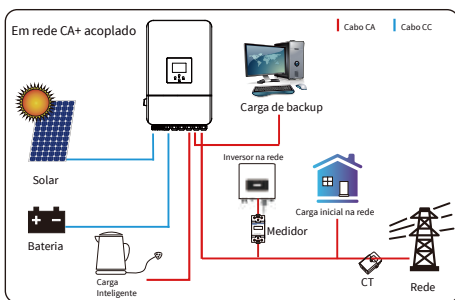 Em rede CA+ acoplado
Cabo CA
Cabo CC
Carga de backup
Solar
Inversor na rede
Carga inicial na rede
Medidor
Bateria
Carga
Inteligente
CT
Rede